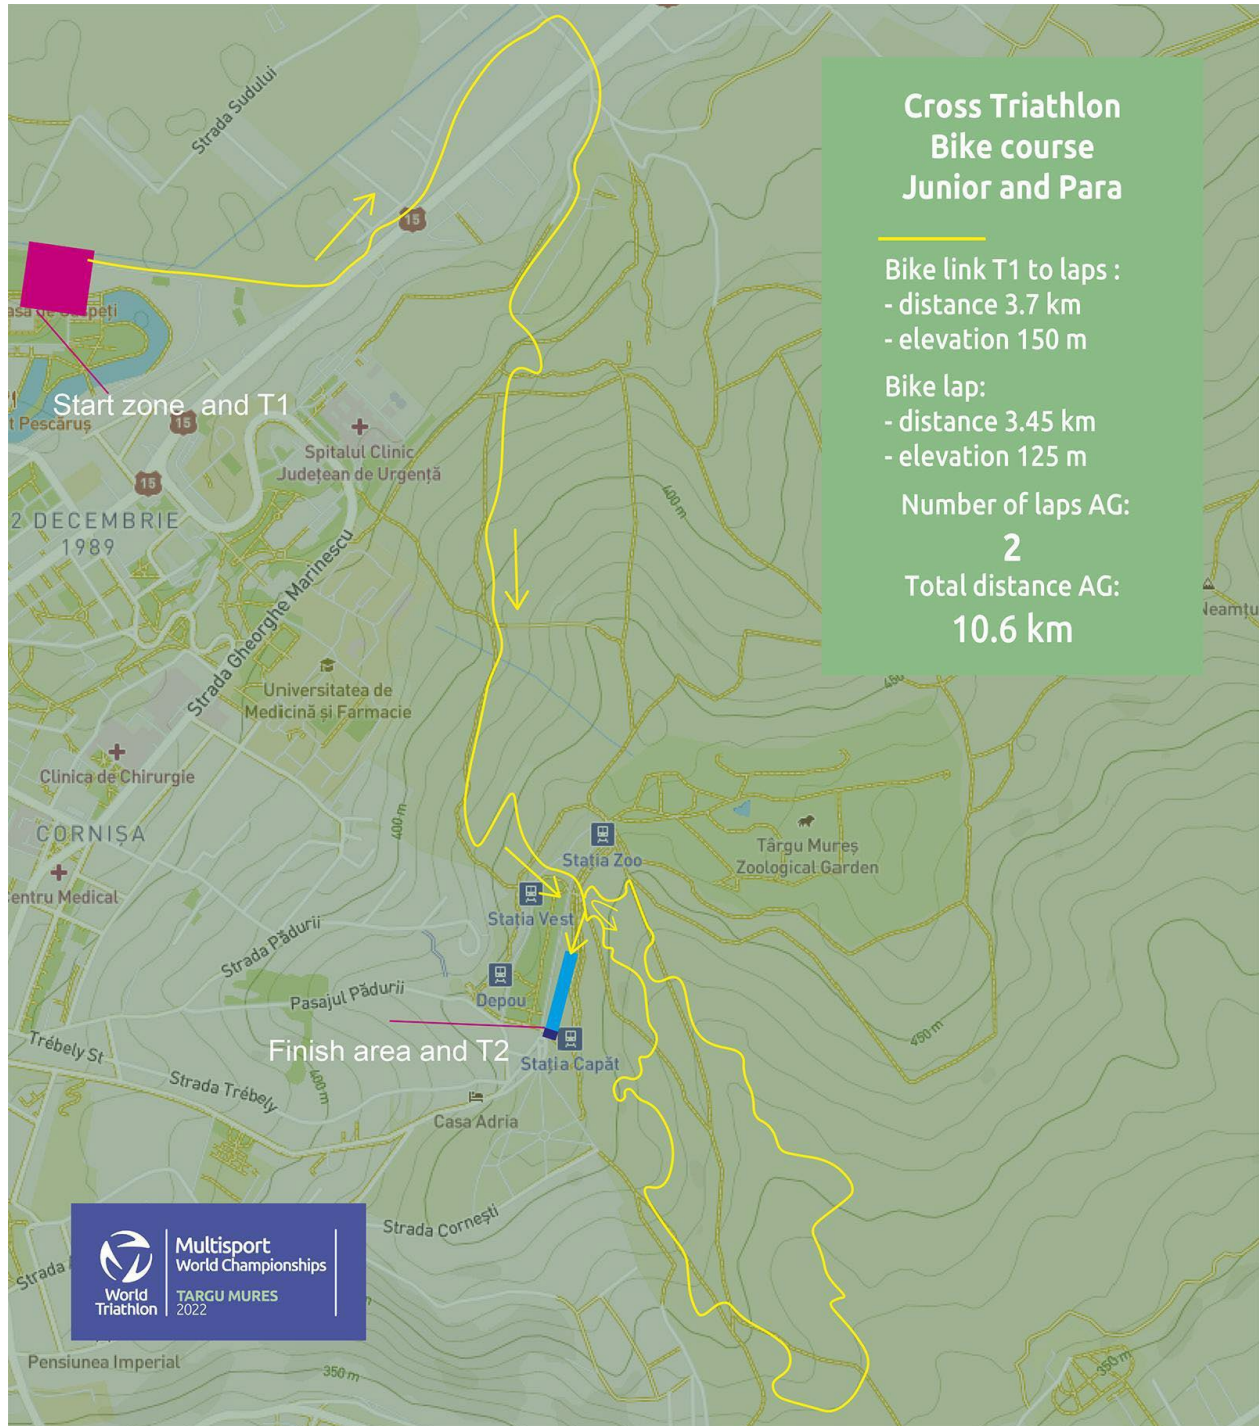 Cross Triathlon
Bike course
Junior and Para
Bike link T1 to laps :
- distance 3.7 km
- elevation 150 m
Bike lap:
- distance 3.45 km
- elevation 125 m
Number of laps AG:
2
Total distance AG:
10.6 km
Strada Sudului
15
Start zone and T1
15
Spitalul Clinic
Județean de Urgență
15
2 DECEMBRIE
1989
Strada Gheorghe Marinescu
400 m
Neamțu
Universitatea de
Medicină și Farmacie
Clinica de Chirurgie
400 m
CORNIȘA
Târgu Mureș
Zoological Garden
Stația Zoo
entru Medical
Stația Vest
Strada Pădurii
Depou
Pasajul Pădurii
450 m
Trébely St
Finish area and T2
Stația Capăt
Strada Trébely
400 m
Casa Adria
Strada Cornești
Strada
World
Triathlon
Multisport
World Championships
TARGU MURES
2022
Pensiunea Imperial
350 m
350 m